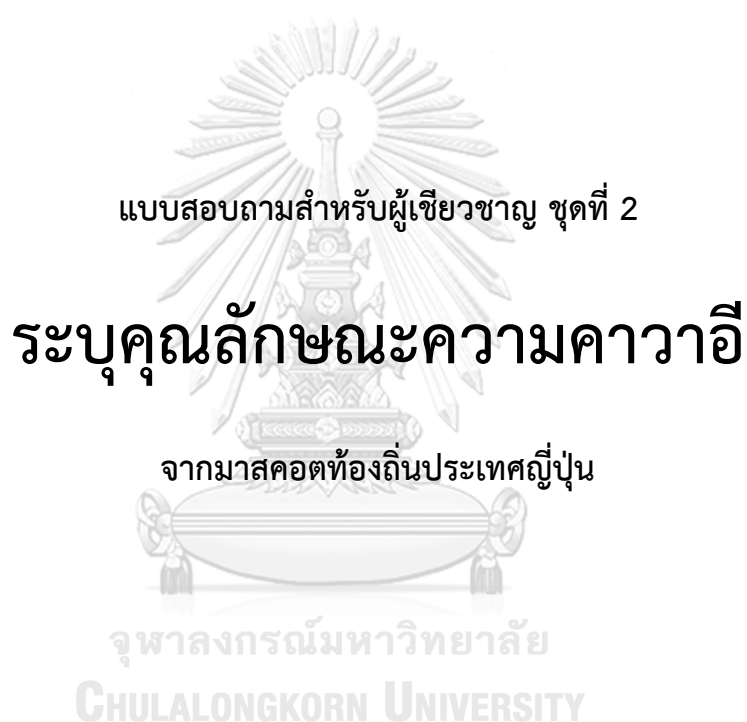 แบบสอบถามสำหรับผู้เชียวชาญ ชุดที่ 2
ระบุคุณลักษณะความคาวาอี
จากมาสคอตท้องถิ่นประเทศญี่ปุ่น
จุฬาลงกรณ์มหาวิทยาลัย
CHULALONGKORN UNIVERSITY